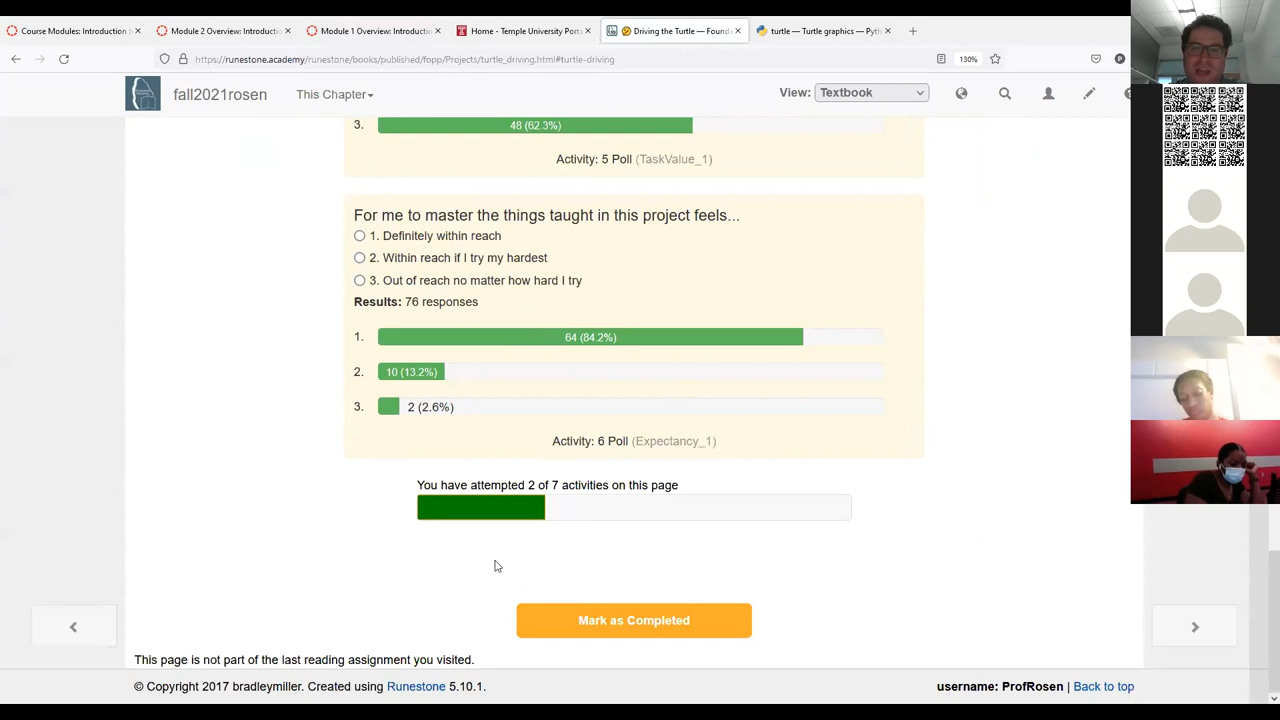 Course Modules: Introduction t
Module 2 Overview: Introducti
Module 1 Overview: Introductio
Home - Temple University Porta
Driving the Turtle — Founda
turtle — Turtle graphics — Pyth
https://runestone.academy/runestone/books/published/fopp/Projects/turtle_driving.html#turtle-driving
130%
fall2021rosen
This Chapter
View:
Textbook
3.
48 (62.3%)
Activity: 5 Poll (TaskValue_1)
For me to master the things taught in this project feels...
1. Definitely within reach
2. Within reach if I try my hardest
3. Out of reach no matter how hard I try
Results: 76 responses
1.
64 (84.2%)
2.
10 (13.2%)
3.
2 (2.6%)
Activity: 6 Poll (Expectancy_1)
You have attempted 2 of 7 activities on this page
Mark as Completed
This page is not part of the last reading assignment you visited.
© Copyright 2017 bradleymiller. Created using Runestone 5.10.1.
username: ProfRosen | Back to top